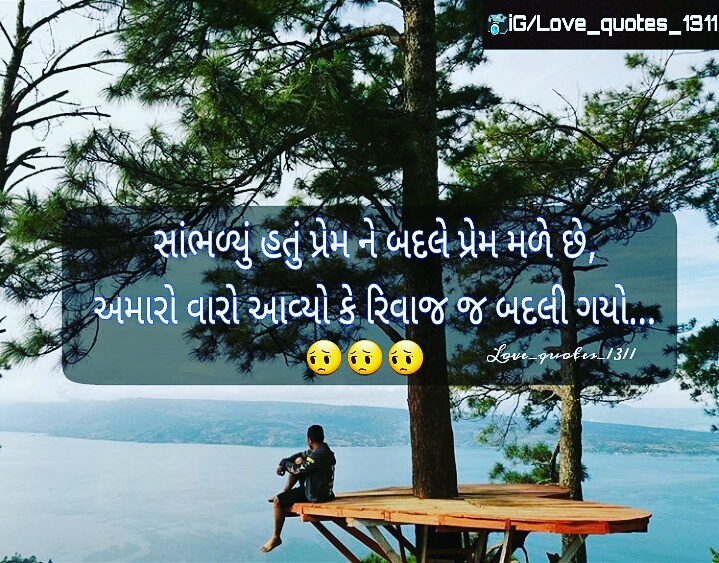 iG/Love_quotes_1311
સાંભળ્યું હતું પ્રેમ ને બદલે પ્રેમ મળે છે,
અમારો વારો આવ્યો કે રિવાજ જ બદલી ગયો...
😔😔😔 Love_quotes_1311